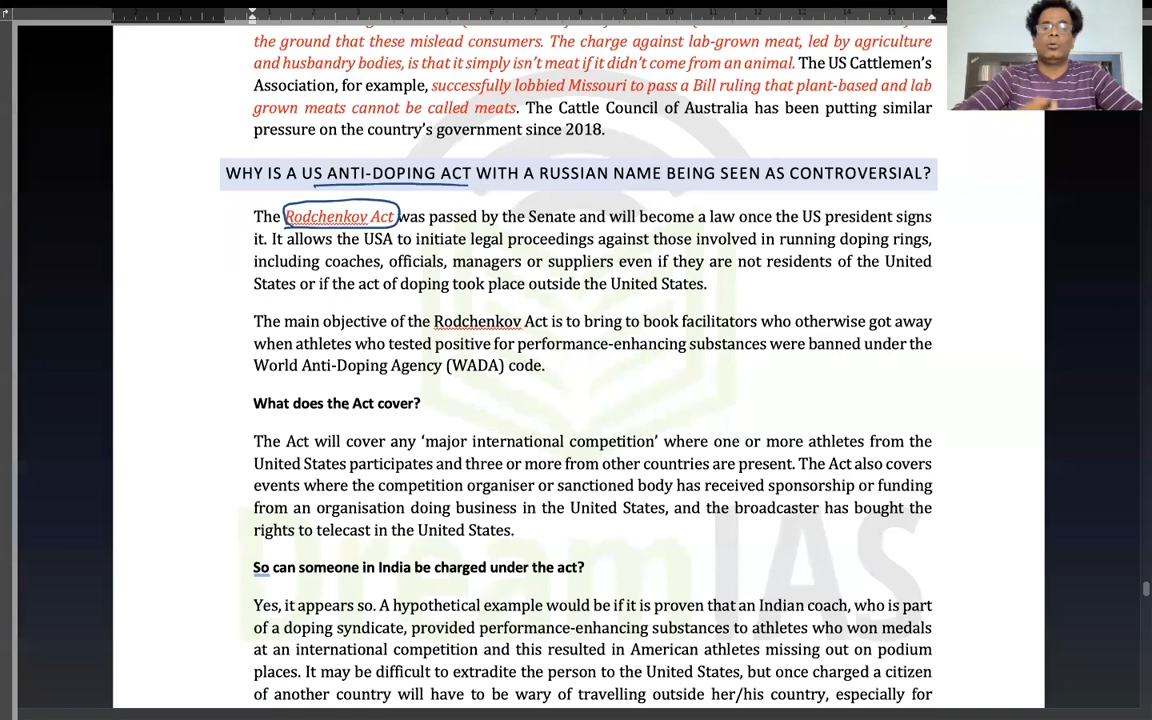 the ground that these mislead consumers. The charge against lab-grown meat, led by agriculture
and husbandry bodies, is that it simply isn't meat if it didn't come from an animal. The US Cattlemen's
Association, for example, successfully lobbied Missouri to pass a Bill ruling that plant-based and lab
grown meats cannot be called meats. The Cattle Council of Australia has been putting similar
pressure on the country's government since 2018.
WHY IS A US ANTI-DOPING ACT WITH A RUSSIAN NAME BEING SEEN AS CONTROVERSIAL?
The Rodchenkov Act was passed by the Senate and will become a law once the US president signs
it. It allows the USA to initiate legal proceedings against those involved in running doping rings,
including coaches, officials, managers or suppliers even if they are not residents of the United
States or if the act of doping took place outside the United States.
The main objective of the Rodchenkov Act is to bring to book facilitators who otherwise got away
when athletes who tested positive for performance-enhancing substances were banned under the
World Anti-Doping Agency (WADA) code.
What does the Act cover?
The Act will cover any 'major international competition' where one or more athletes from the
United States participates and three or more from other countries are present. The Act also covers
events where the competition organiser or sanctioned body has received sponsorship or funding
from an organisation doing business in the United States, and the broadcaster has bought the
rights to telecast in the United States.
So can someone in India be charged under the act?
Yes, it appears so. A hypothetical example would be if it is proven that an Indian coach, who is part
of a doping syndicate, provided performance-enhancing substances to athletes who won medals
at an international competition and this resulted in American athletes missing out on podium
places. It may be difficult to extradite the person to the United States, but once charged a citizen
of another country will have to be wary of travelling outside her/his country, especially for
DreamIAS